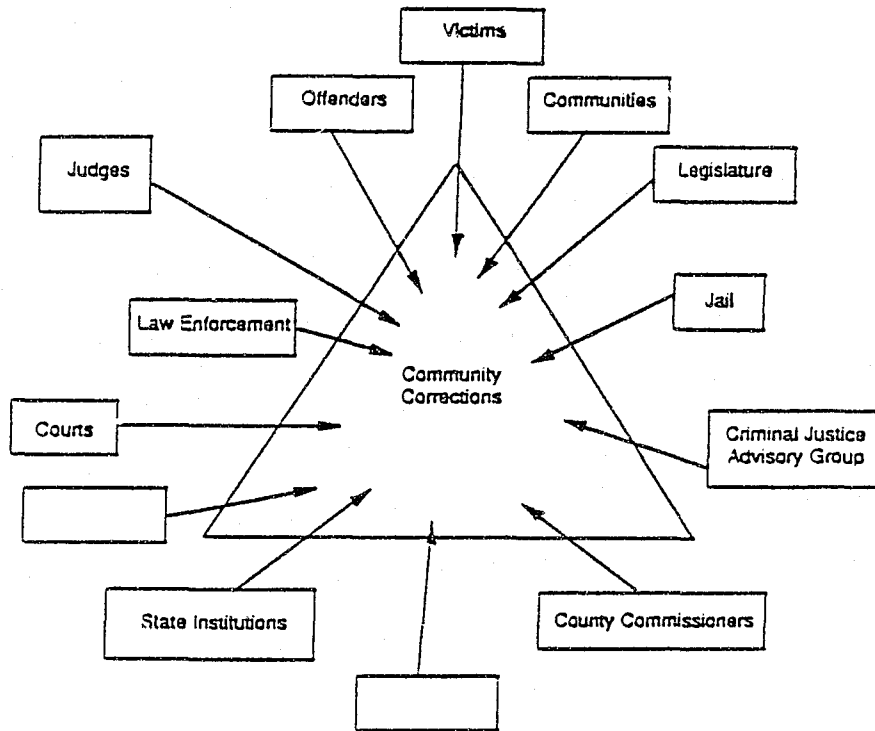 Victims
Offenders
Communities
Judges
Legislature
Jail
Law Enforcement
Community
Corrections
Courts
Criminal Justice
Advisory Group
State Institutions
County Commissioners